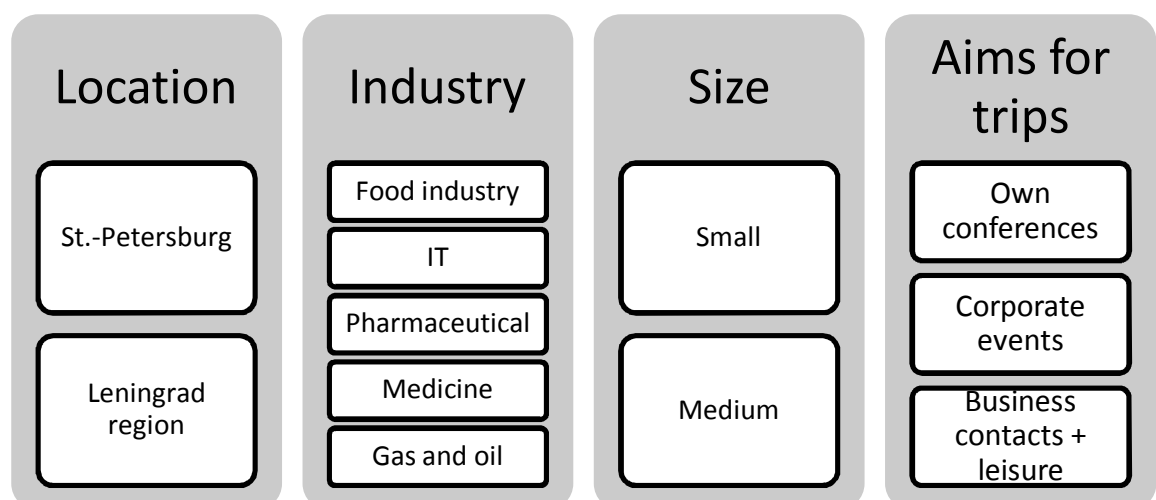 Location
St.-Petersburg
Leningrad
region
Industry
Food industry
IT
Pharmaceutical
Medicine
Gas and oil
Size
Small
Medium
Aims for
trips
Own
conferences
Corporate
events
Business
contacts +
leisure